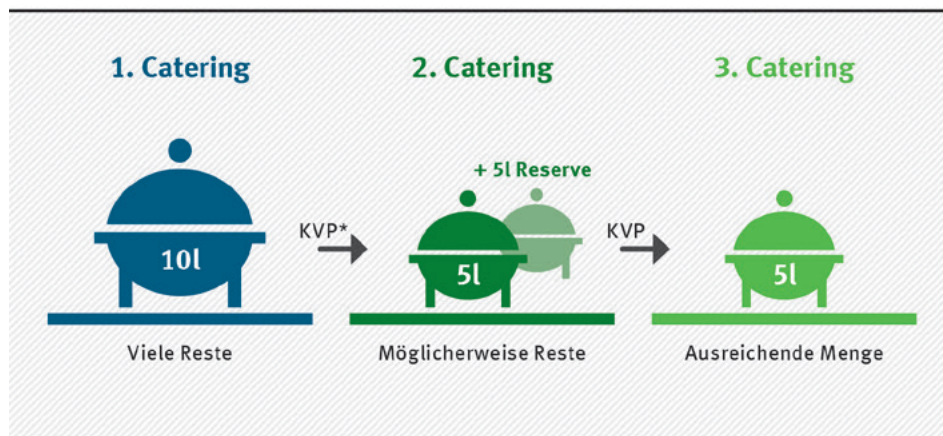 1. Catering
2. Catering
3. Catering
+ 5l Reserve
KVP*
KVP
10l
5l
5l
Viele Reste
Möglicherweise Reste
Ausreichende Menge